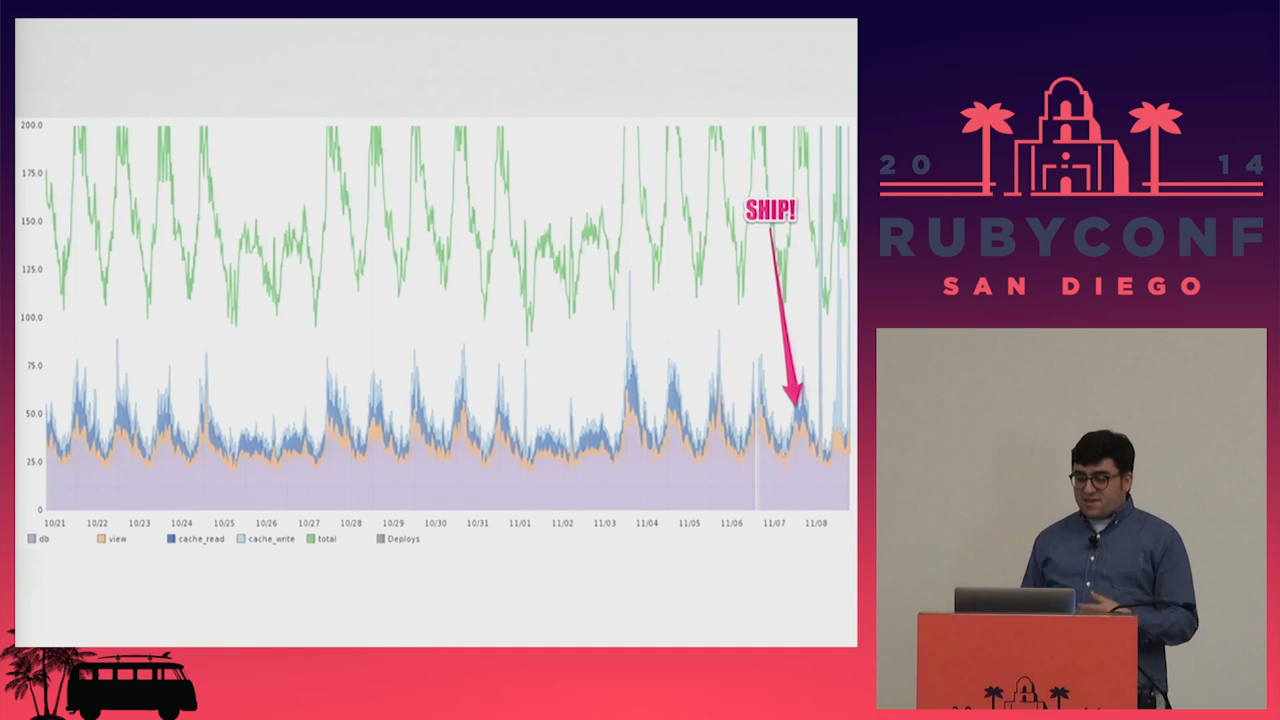 200.0
175.0
150.0
125.0
100.0
75.0
50.0
25.0
0
SHIP!
10/21 10/22 10/23 10/24 10/25 10/26 10/27 10/28 10/29 10/30 10/31 11/01 11/02 11/03 11/04 11/05 11/06 11/07 11/08
db view cache_read cache_write total Deploys
20 14
RUBYCONF
SAN DIEGO